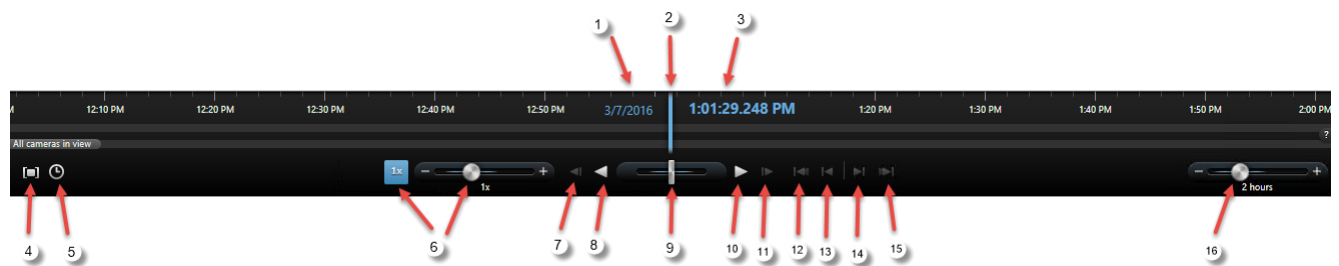 1 2 3
M 12:10 PM 12:20 PM 12:30 PM 12:40 PM 12:50 PM 3/7/2016 1:01:29.248 PM 1:20 PM 1:30 PM 1:40 PM 1:50 PM 2:00 PM
?
All cameras in view
1x
1x 2 hours
4 5 6 7 8 9 10 11 12 13 14 15 16